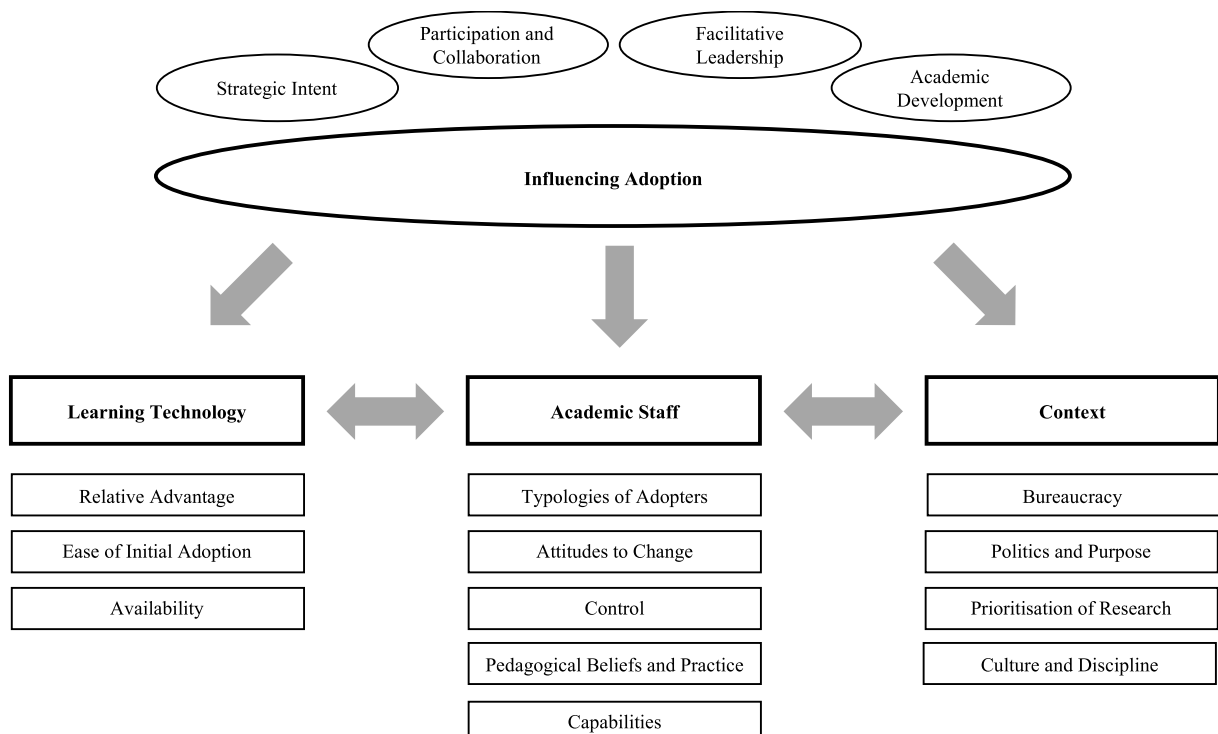 Participation and
Collaboration
Facilitative
Leadership
Strategic Intent
Academic
Development
Influencing Adoption
Learning Technology
Academic Staff
Context
Relative Advantage
Typologies of Adopters
Bureaucracy
Ease of Initial Adoption
Attitudes to Change
Politics and Purpose
Availability
Control
Prioritisation of Research
Pedagogical Beliefs and Practice
Culture and Discipline
Capabilities